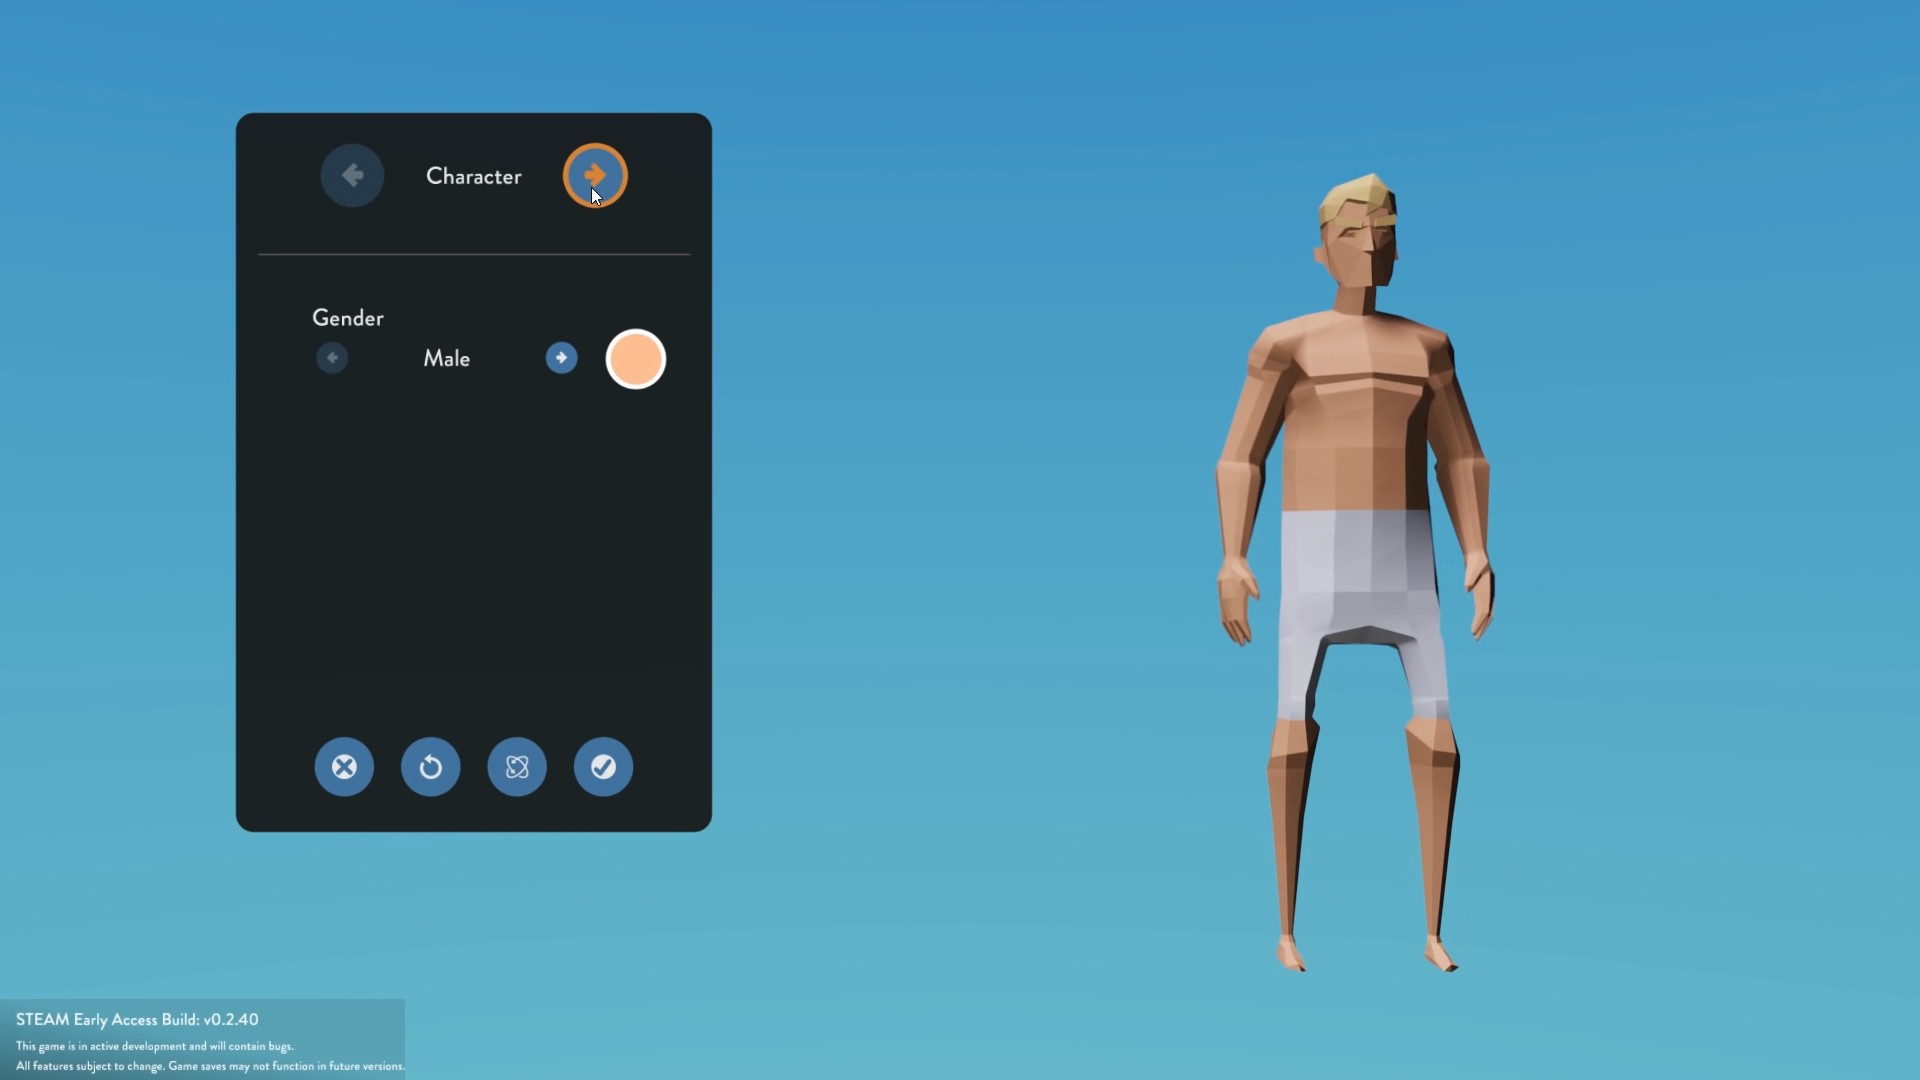 Character
Gender
Male
STEAM Early Access Build: v0.2.40
This game is in active development and will contain bugs.
All features subject to change. Game saves may not function in future versions.